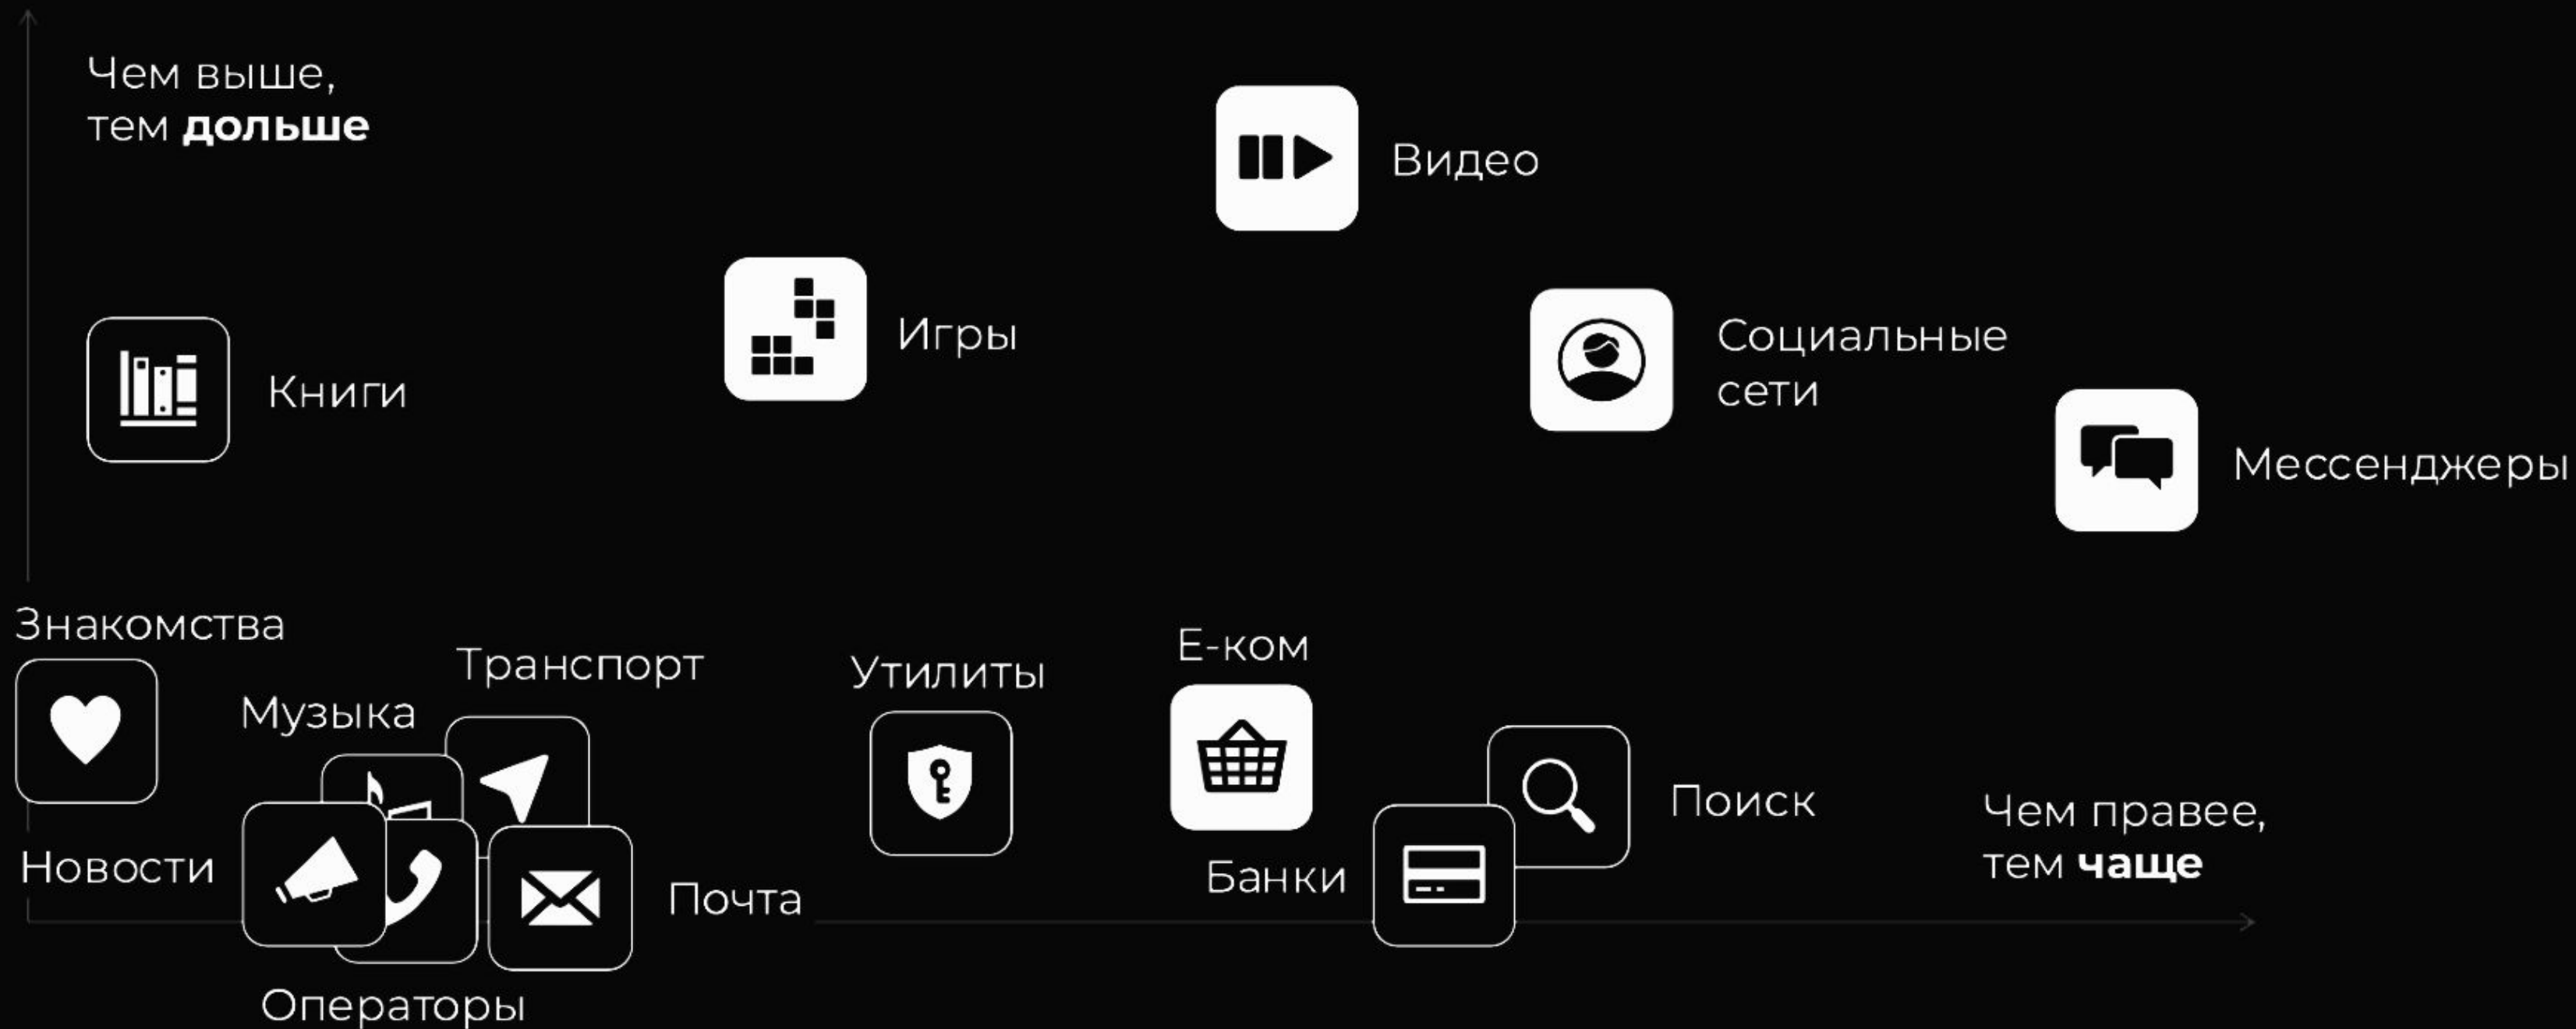 Чем выше,
тем дольше
Видео
Игры
Социальные
сети
Книги
Мессенджеры
Знакомства
Транспорт
Музыка
Утилиты
Е-ком
Поиск
Чем правее,
тем чаще
Новости
Почта
Банки
Операторы